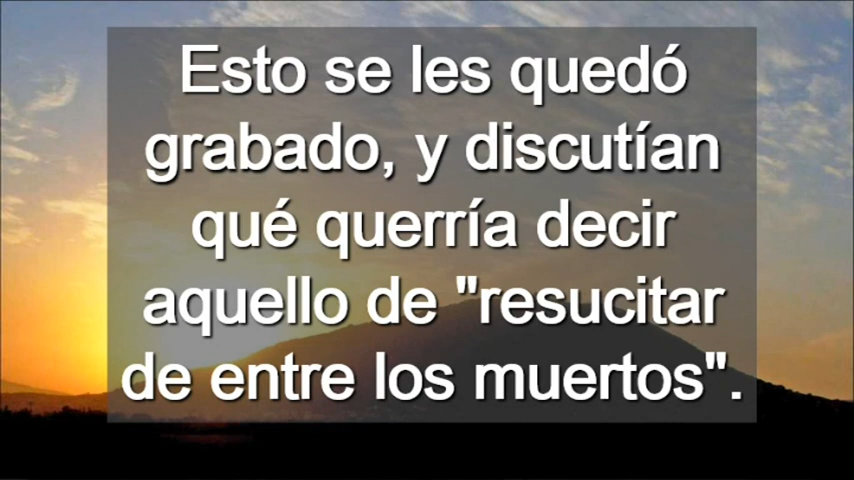 Esto se les quedó
grabado, y discutían
qué querría decir
aquello de "resucitar
de entre los muertos".